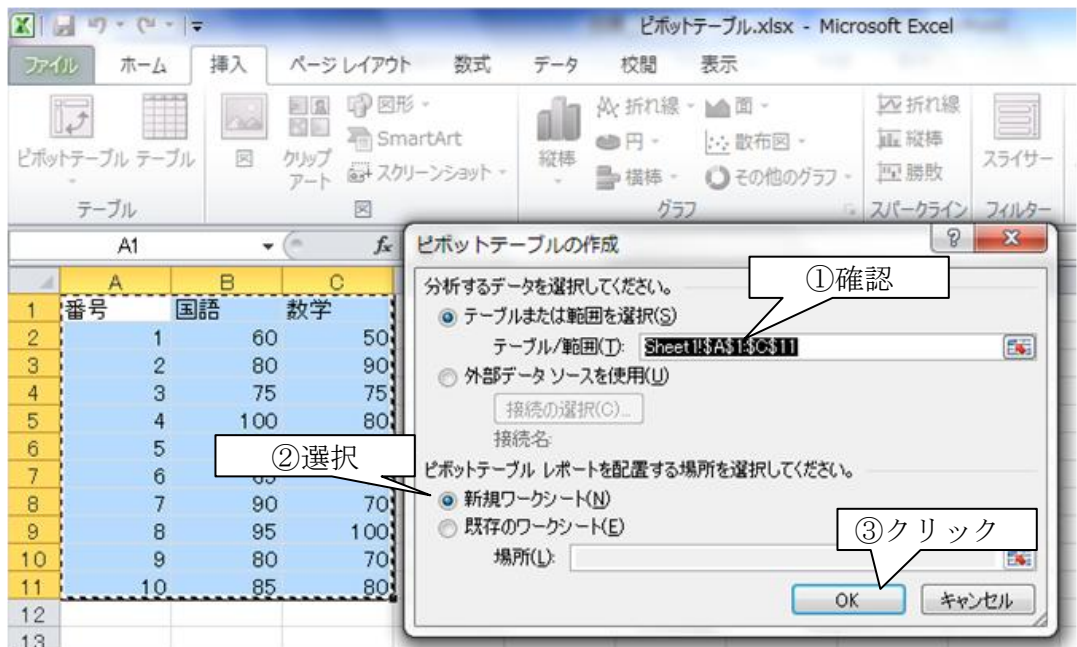 ピボットテーブル.xlsx - Microsoft Excel
ファイル ホーム 挿入 ページ レイアウト 数式 データ 校閲 表示
ピボットテーブル テーブル 図 クリップ アート 図形 SmartArt スクリーンショット 縦棒 折れ線 円 横棒 面 散布図 その他のグラフ 折れ線 縦棒 勝敗 スライサー
テーブル 図 グラフ スパークライン フィルター
A1 fx
A B C
1 番号 国語 数学
2 1 60 50
3 2 80 90
4 3 75 75
5 4 100 80
6 5
7 6
8 7 90 70
9 8 95 100
10 9 80 70
11 10 85 80
12
13
ピボットテーブルの作成
分析するデータを選択してください。
①確認
テーブルまたは範囲を選択(S)
テーブル/範囲(T): Sheet1!$A$1:$C$11
外部データ ソースを使用(U)
接続の選択(C)...
接続名:
②選択
ピボットテーブル レポートを配置する場所を選択してください。
新規ワークシート(N)
既存のワークシート(E)
③クリック
場所(L):
OK キャンセル